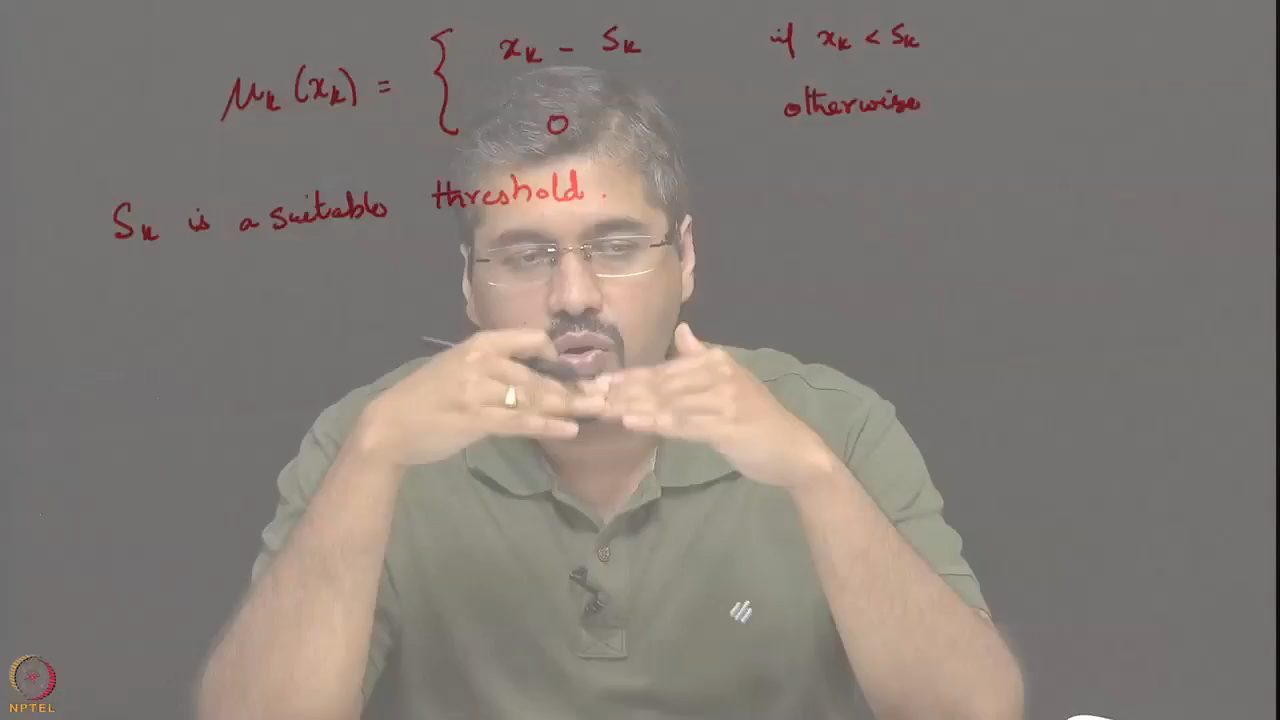 μₖ(xₖ) = { xₖ - Sₖ if xₖ < Sₖ
0 otherwise
Sₖ is a suitable threshold.
NPTEL